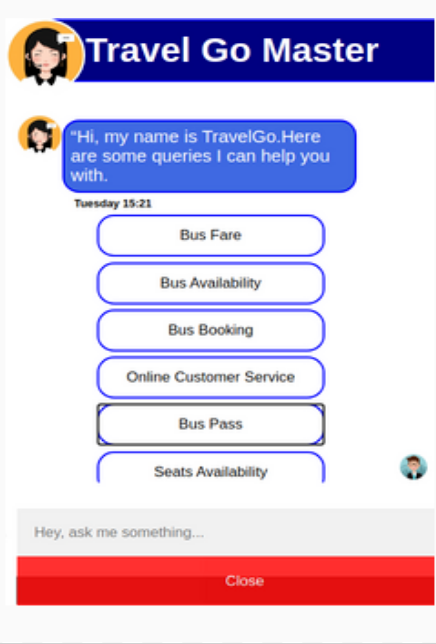 Travel Go Master
"Hi, my name is TravelGo.Here
are some queries I can help you
with.
Tuesday 15:21
Bus Fare
Bus Availability
Bus Booking
Online Customer Service
Bus Pass
Seats Availability
Hey, ask me something...
Close